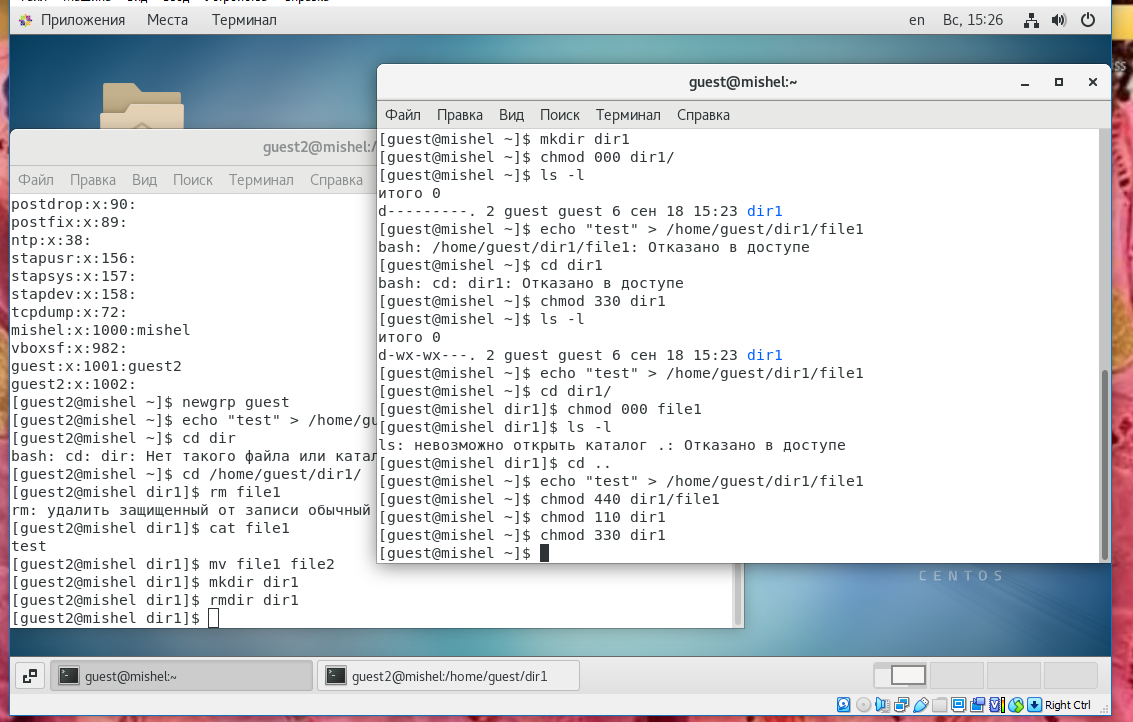 Приложения Места Терминал en Вс, 15:26
guest@mishel:~
Файл Правка Вид Поиск Терминал Справка
[guest@mishel ~]$ mkdir dir1
[guest@mishel ~]$ chmod 000 dir1/
[guest@mishel ~]$ ls -l
итого 0
d---------. 2 guest guest 6 сен 18 15:23 dir1
[guest@mishel ~]$ echo "test" > /home/guest/dir1/file1
bash: /home/guest/dir1/file1: Отказано в доступе
[guest@mishel ~]$ cd dir1
bash: cd: dir1: Отказано в доступе
[guest@mishel ~]$ chmod 330 dir1
[guest@mishel ~]$ ls -l
итого 0
d-wx-wx---. 2 guest guest 6 сен 18 15:23 dir1
[guest@mishel ~]$ echo "test" > /home/guest/dir1/file1
[guest@mishel ~]$ cd dir1/
[guest@mishel dir1]$ chmod 000 file1
[guest@mishel dir1]$ ls -l
ls: невозможно открыть каталог .: Отказано в доступе
[guest@mishel dir1]$ cd ..
[guest@mishel ~]$ echo "test" > /home/guest/dir1/file1
[guest@mishel ~]$ chmod 440 dir1/file1
[guest@mishel ~]$ chmod 110 dir1
[guest@mishel ~]$ chmod 330 dir1
[guest@mishel ~]$
guest2@mishel:/
Файл Правка Вид Поиск Терминал Справка
postdrop:x:90:
postfix:x:89:
ntp:x:38:
stapusr:x:156:
stapsys:x:157:
stapdev:x:158:
tcpdump:x:72:
mishel:x:1000:mishel
vboxsf:x:982:
guest:x:1001:guest2
guest2:x:1002:
[guest2@mishel ~]$ newgrp guest
[guest2@mishel ~]$ echo "test" > /home/gu
[guest2@mishel ~]$ cd dir
bash: cd: dir: Нет такого файла или катал
[guest2@mishel ~]$ cd /home/guest/dir1/
[guest2@mishel dir1]$ rm file1
rm: удалить защищенный от записи обычный
[guest2@mishel dir1]$ cat file1
test
[guest2@mishel dir1]$ mv file1 file2
[guest2@mishel dir1]$ mkdir dir1
[guest2@mishel dir1]$ rmdir dir1
[guest2@mishel dir1]$
CENTOS
guest@mishel:~ guest2@mishel:/home/guest/dir1
Right Ctrl